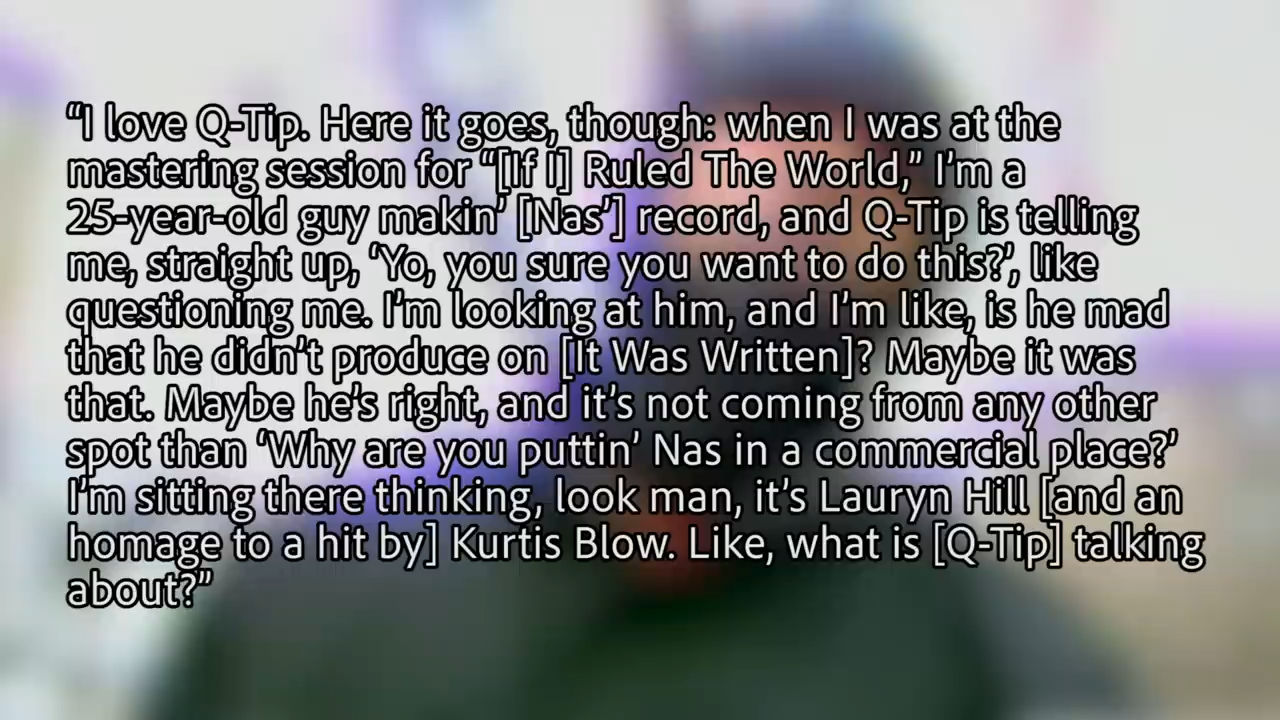 “I love Q-Tip. Here it goes, though: when I was at the
mastering session for “[If I] Ruled The World,” I’m a
25-year-old guy makin’ [Nas’] record, and Q-Tip is telling
me, straight up, ‘Yo, you sure you want to do this?’, like
questioning me. I’m looking at him, and I’m like, is he mad
that he didn’t produce on [It Was Written]? Maybe it was
that. Maybe he’s right, and it’s not coming from any other
spot than ‘Why are you puttin’ Nas in a commercial place?’
I’m sitting there thinking, look man, it’s Lauryn Hill [and an
homage to a hit by] Kurtis Blow. Like, what is [Q-Tip] talking
about?”